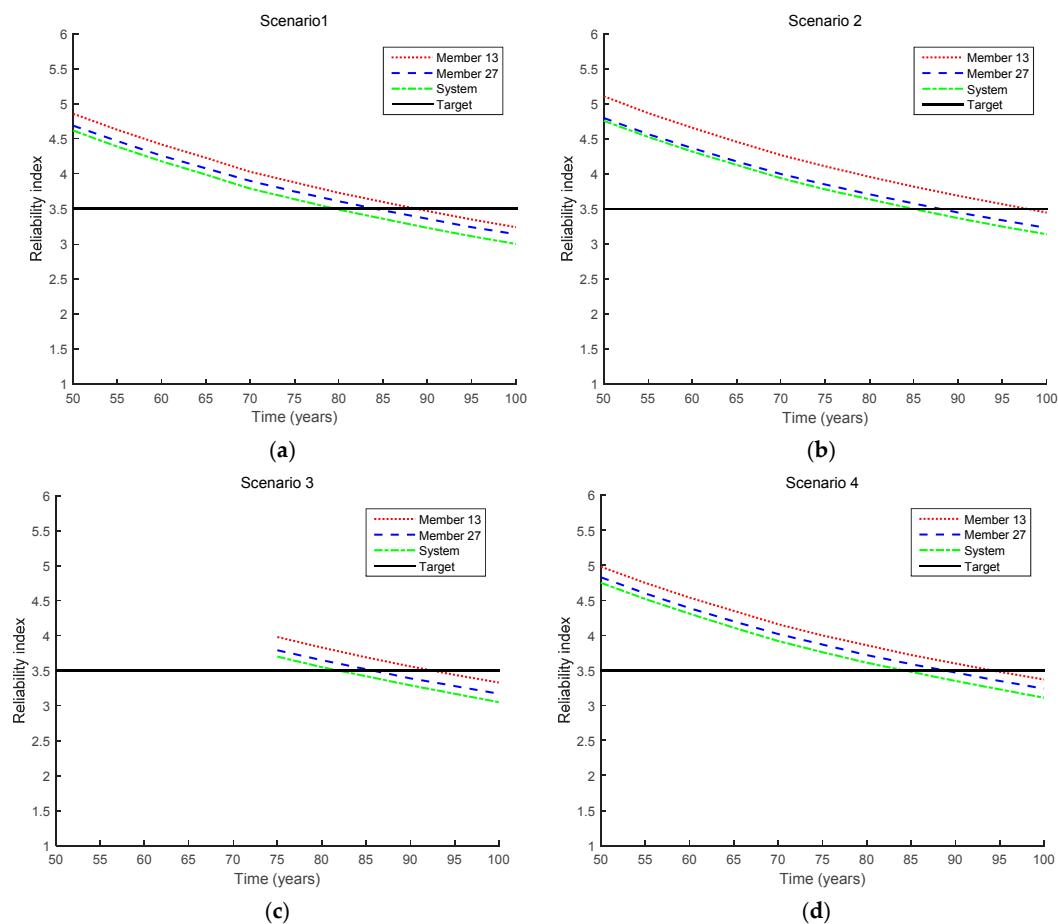 Scenario1
Reliability index
6
5.5
5
4.5
4
3.5
3
2.5
2
1.5
1
Member 13
Member 27
System
Target
50 55 60 65 70 75 80 85 90 95 100
Time (years)
(a)
Scenario 2
Reliability index
6
5.5
5
4.5
4
3.5
3
2.5
2
1.5
1
Member 13
Member 27
System
Target
50 55 60 65 70 75 80 85 90 95 100
Time (years)
(b)
Scenario 3
Reliability index
6
5.5
5
4.5
4
3.5
3
2.5
2
1.5
1
Member 13
Member 27
System
Target
50 55 60 65 70 75 80 85 90 95 100
Time (years)
(c)
Scenario 4
Reliability index
6
5.5
5
4.5
4
3.5
3
2.5
2
1.5
1
Member 13
Member 27
System
Target
50 55 60 65 70 75 80 85 90 95 100
Time (years)
(d)